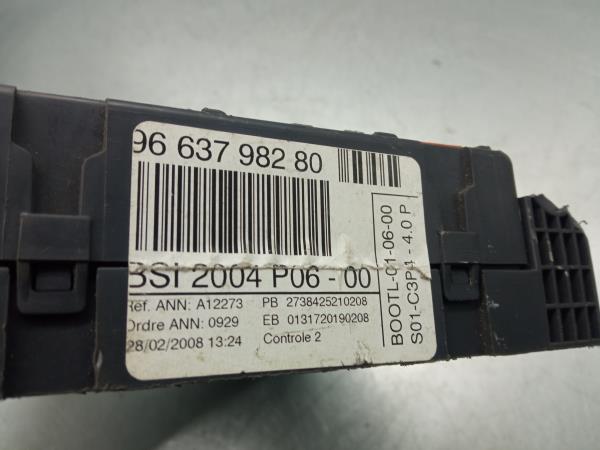 96 637 982 80
BSI 2004 P06 - 00
Ref. ANN: A12273 PB 2738425210208
Ordre ANN: 0929 EB 0131720190208
28/02/2008 13:24 Controle 2
BOOTL-01-06-00
S01-C3P4 - 4.0 P